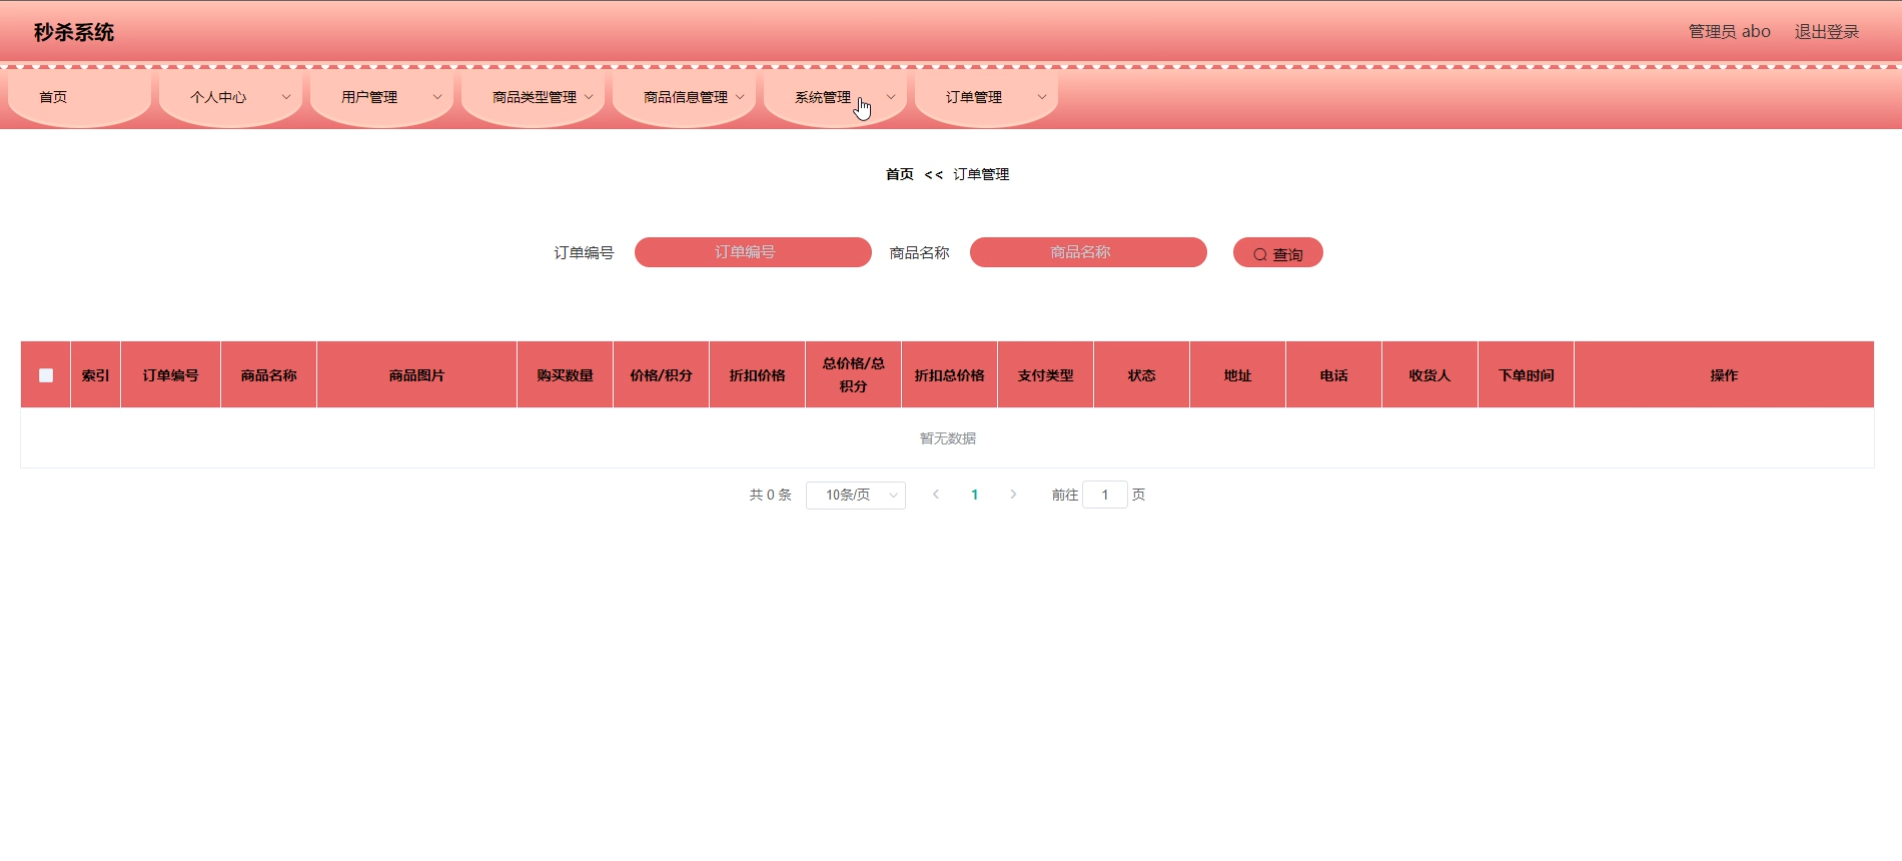 秒杀系统
管理员 abo 退出登录
首页 个人中心 用户管理 商品类型管理 商品信息管理 系统管理 订单管理
首页 << 订单管理
订单编号 订单编号 商品名称 商品名称 查询
索引 订单编号 商品名称 商品图片 购买数量 价格/积分 折扣价格 总价格/总 折扣总价格 支付类型 状态 地址 电话 收货人 下单时间 操作
积分
暂无数据
共 0 条 10条/页 1 前往 1 页